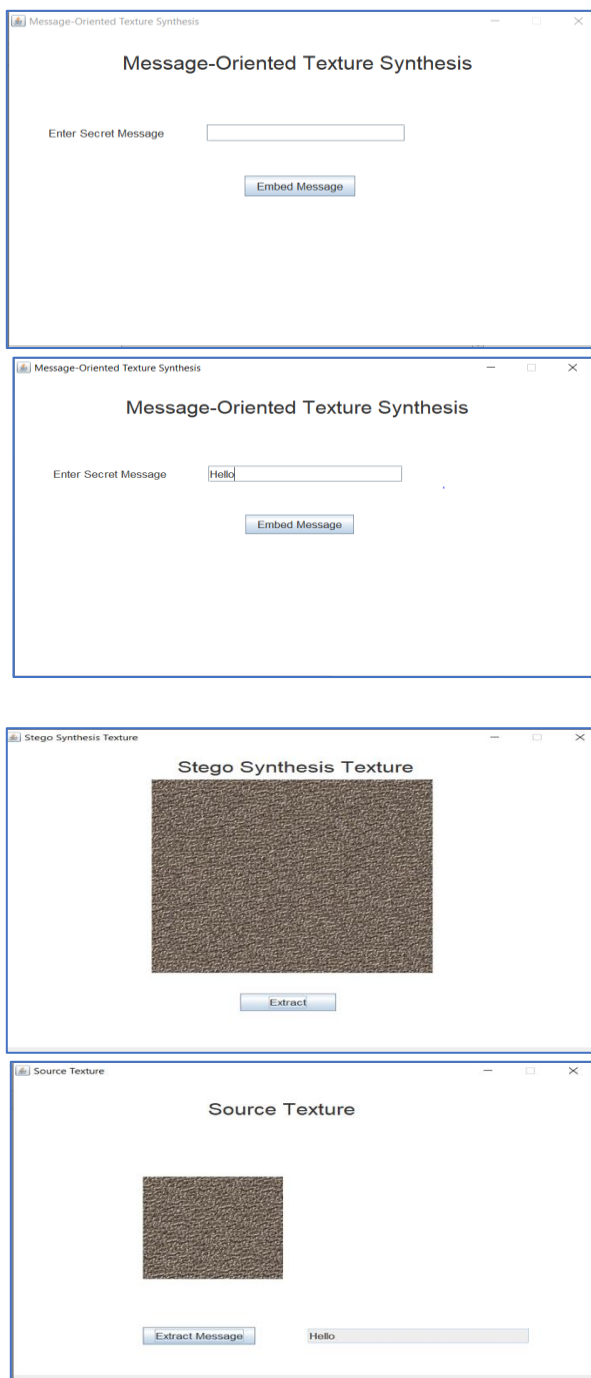 Message-Oriented Texture Synthesis
Message-Oriented Texture Synthesis
Enter Secret Message
Embed Message
Message-Oriented Texture Synthesis
Message-Oriented Texture Synthesis
Enter Secret Message Hello
Embed Message
Stego Synthesis Texture
Stego Synthesis Texture
Extract
Source Texture
Source Texture
Extract Message Hello